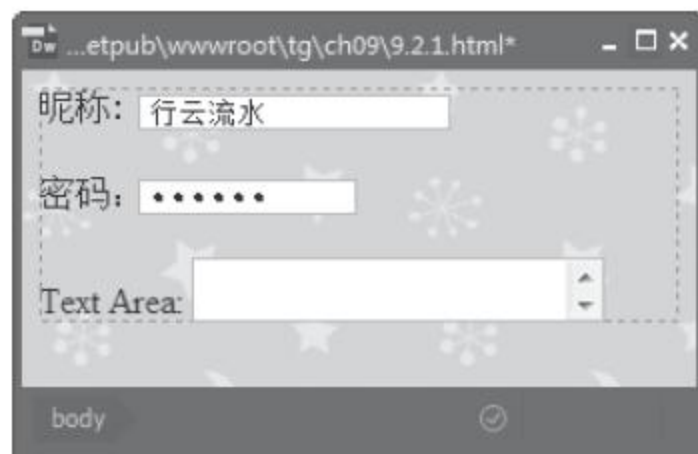 Dw ...etpub\wwwroot\tg\ch09\9.2.1.html*
昵称： 行云流水
密码： ••••••
Text Area:
body